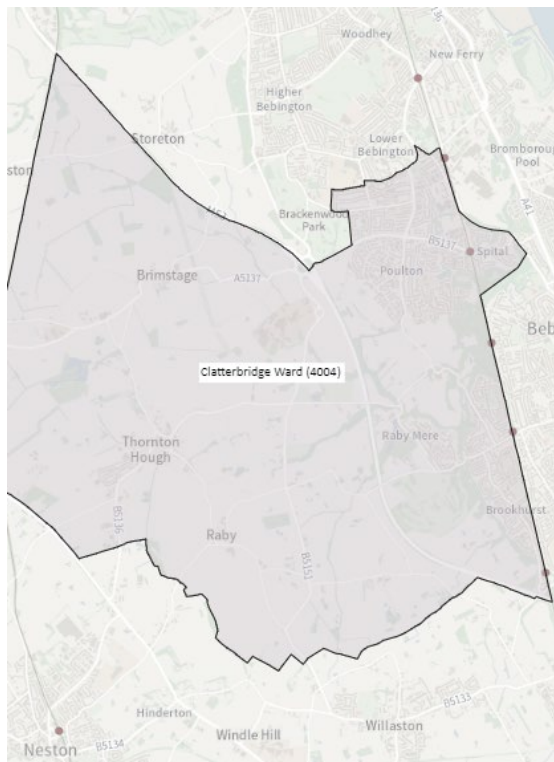 Woodhey
New Ferry
Higher
Bebington
Lower
Bebington
Storeton
Bromborough
Pool
A41
Brackenwood
Park
B5137
Spital
Poulton
Brimstage
A5137
Clatterbridge Ward (4004)
Raby Mere
Thornton
Hough
Brookhurst
B5136
Raby
B5151
Hinderton
Windle Hill
Willaston
B5133
Neston
B5134